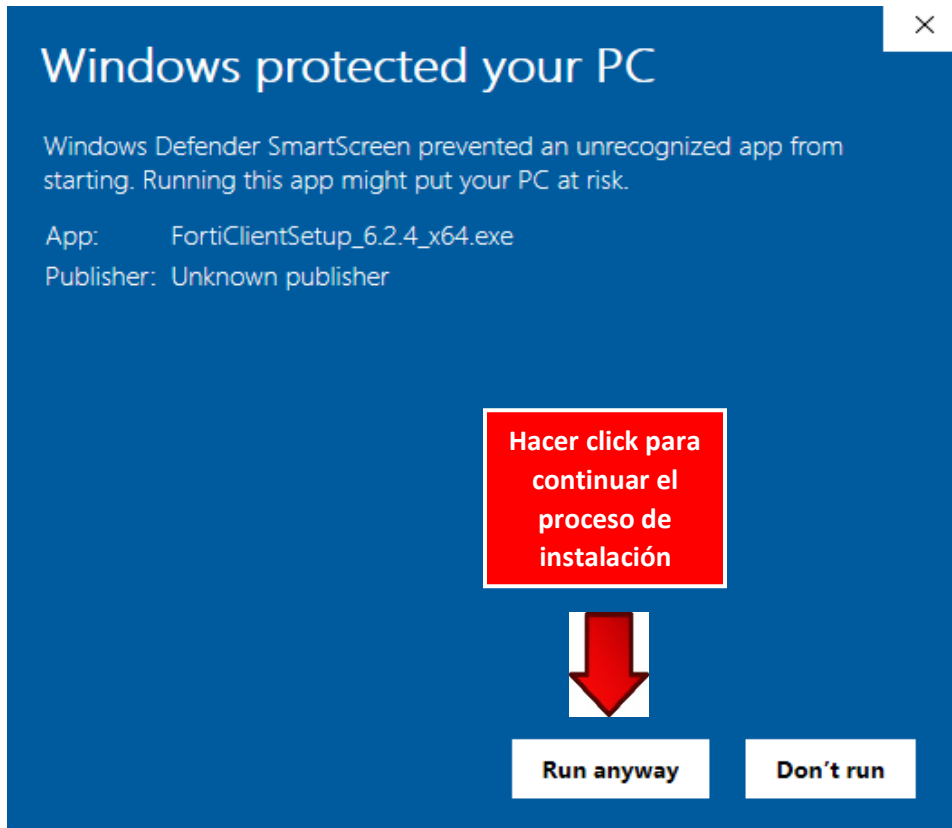 Windows protected your PC
Windows Defender SmartScreen prevented an unrecognized app from
starting. Running this app might put your PC at risk.
App: FortiClientSetup_6.2.4_x64.exe
Publisher: Unknown publisher
Hacer click para
continuar el
proceso de
instalación
Run anyway
Don't run